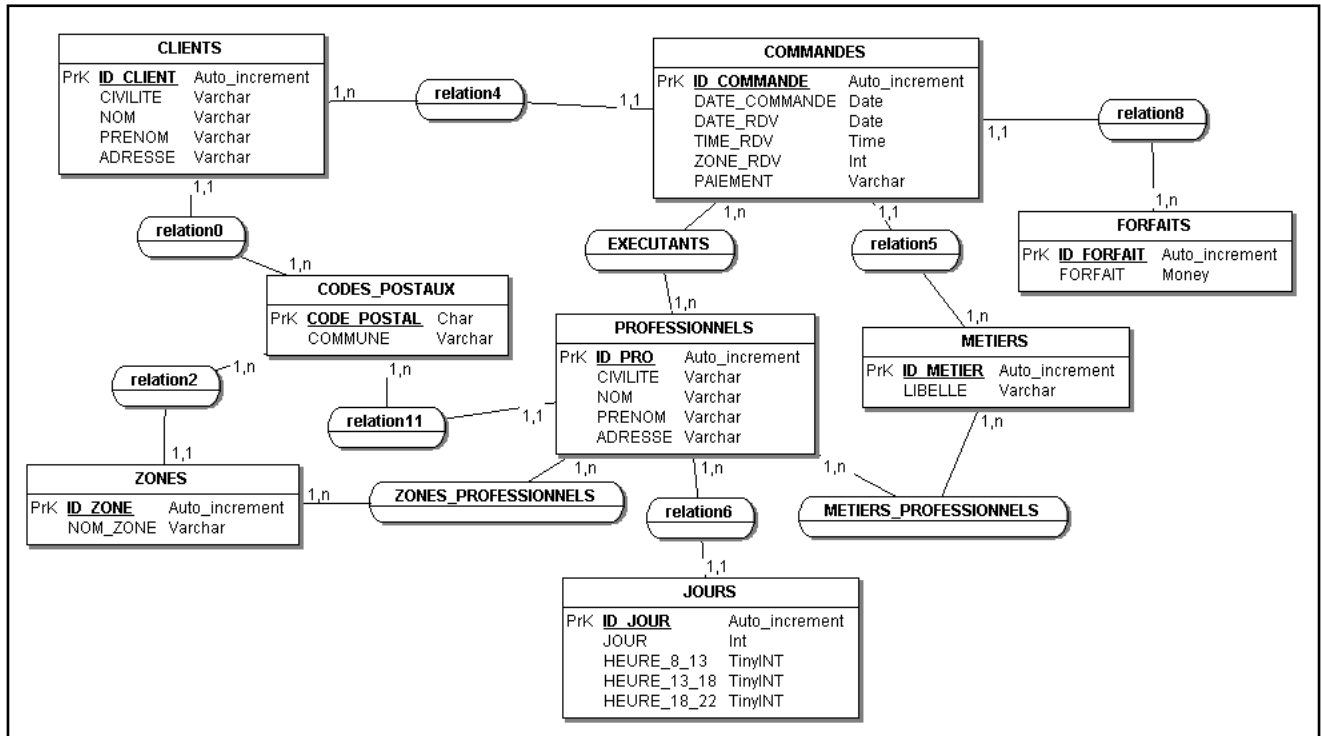 CLIENTS
PrK ID_CLIENT Auto_increment
CIVILITE Varchar
NOM Varchar
PRENOM Varchar
ADRESSE Varchar
1,n
relation4
1,1
COMMANDES
PrK ID_COMMANDE Auto_increment
DATE_COMMANDE Date
DATE_RDV Date
TIME_RDV Time
ZONE_RDV Int
PAIEMENT Varchar
1,1
relation8
1,n
FORFAITS
PrK ID_FORFAIT Auto_increment
FORFAIT Money
1,1
relation0
1,n
CODES_POSTAUX
PrK CODE_POSTAL Char
COMMUNE Varchar
1,n
EXECUTANTS
1,n
1,1
relation5
1,n
PROFESSIONNELS
PrK ID_PRO Auto_increment
CIVILITE Varchar
NOM Varchar
PRENOM Varchar
ADRESSE Varchar
METIERS
PrK ID_METIER Auto_increment
LIBELLE Varchar
1,n
relation2
1,1
1,n
relation11
1,1
ZONES
PrK ID_ZONE Auto_increment
NOM_ZONE Varchar
1,n
ZONES_PROFESSIONNELS
1,n
1,n
relation6
1,1
1,n
METIERS_PROFESSIONNELS
1,n
JOURS
PrK ID_JOUR Auto_increment
JOUR Int
HEURE_8_13 TinyINT
HEURE_13_18 TinyINT
HEURE_18_22 TinyINT